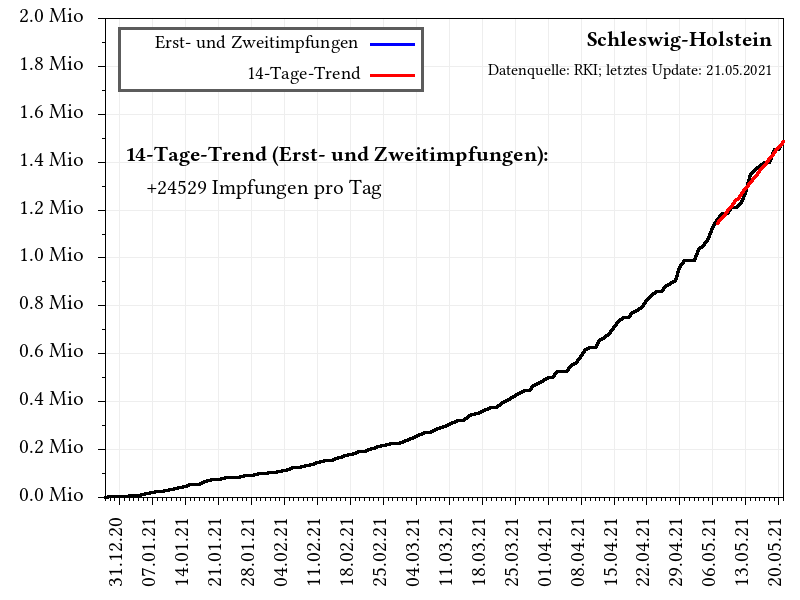 2.0 Mio
1.8 Mio
1.6 Mio
1.4 Mio
1.2 Mio
1.0 Mio
0.8 Mio
0.6 Mio
0.4 Mio
0.2 Mio
0.0 Mio
Erst- und Zweitimpfungen
14-Tage-Trend
Schleswig-Holstein
Datenquelle: RKI; letztes Update: 21.05.2021
14-Tage-Trend (Erst- und Zweitimpfungen):
+24529 Impfungen pro Tag
31.12.20
07.01.21
14.01.21
21.01.21
28.01.21
04.02.21
11.02.21
18.02.21
25.02.21
04.03.21
11.03.21
18.03.21
25.03.21
01.04.21
08.04.21
15.04.21
22.04.21
29.04.21
06.05.21
13.05.21
20.05.21